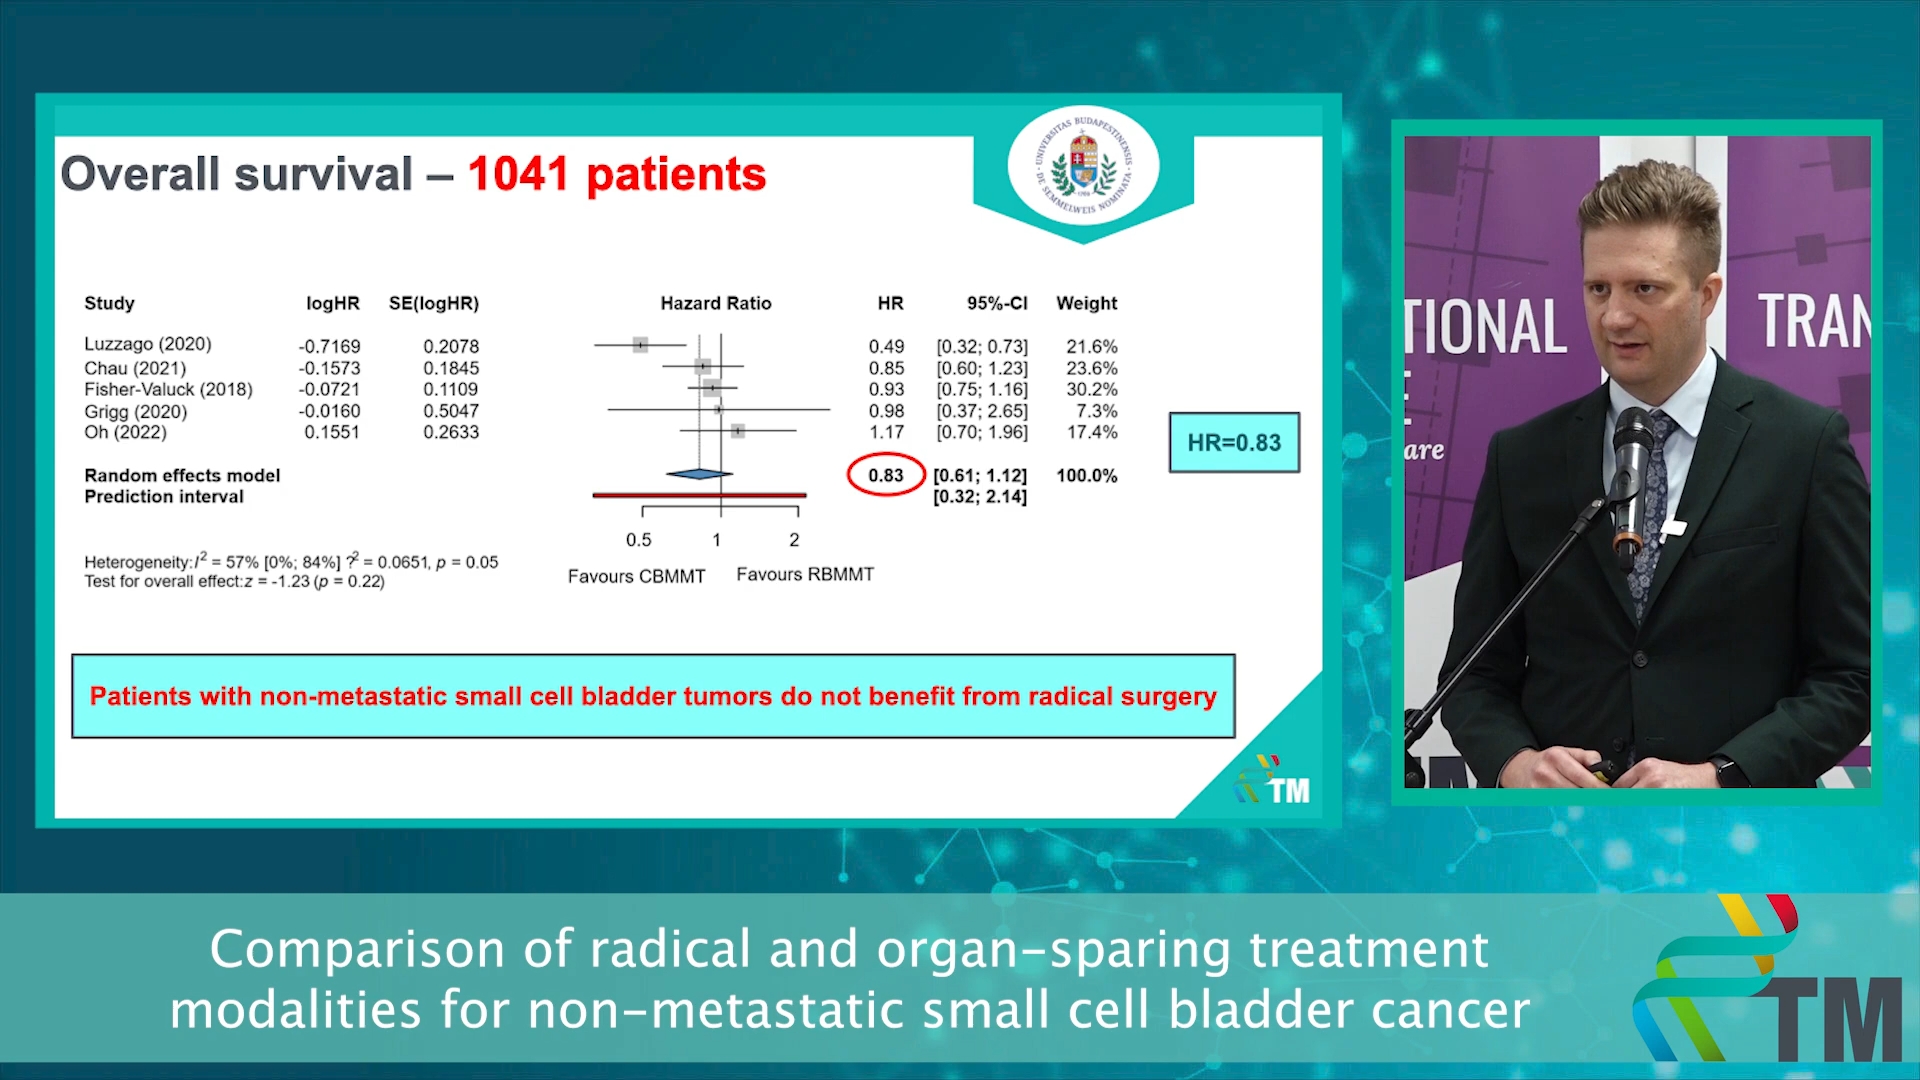 Overall survival – 1041 patients
UNIVERSITAS BUDAPESTINENSIS
DE SEMMELWEIS NOMINATA
Study logHR SE(logHR) Hazard Ratio HR 95%-CI Weight
Luzzago (2020) -0.7169 0.2078 0.49 [0.32; 0.73] 21.6%
Chau (2021) -0.1573 0.1845 0.85 [0.60; 1.23] 23.6%
Fisher-Valuck (2018) -0.0721 0.1109 0.93 [0.75; 1.16] 30.2%
Grigg (2020) -0.0160 0.5047 0.98 [0.37; 2.65] 7.3%
Oh (2022) 0.1551 0.2633 1.17 [0.70; 1.96] 17.4%
Random effects model 0.83 [0.61; 1.12] 100.0%
Prediction interval [0.32; 2.14]
0.5 1 2
Heterogeneity: I² = 57% [0%; 84%] ?² = 0.0651, p = 0.05
Test for overall effect: z = -1.23 (p = 0.22)
Favours CBMMT Favours RBMMT
HR=0.83
Patients with non-metastatic small cell bladder tumors do not benefit from radical surgery
TM
TIONAL
TRAN
E
are
Comparison of radical and organ-sparing treatment
modalities for non-metastatic small cell bladder cancer
TM